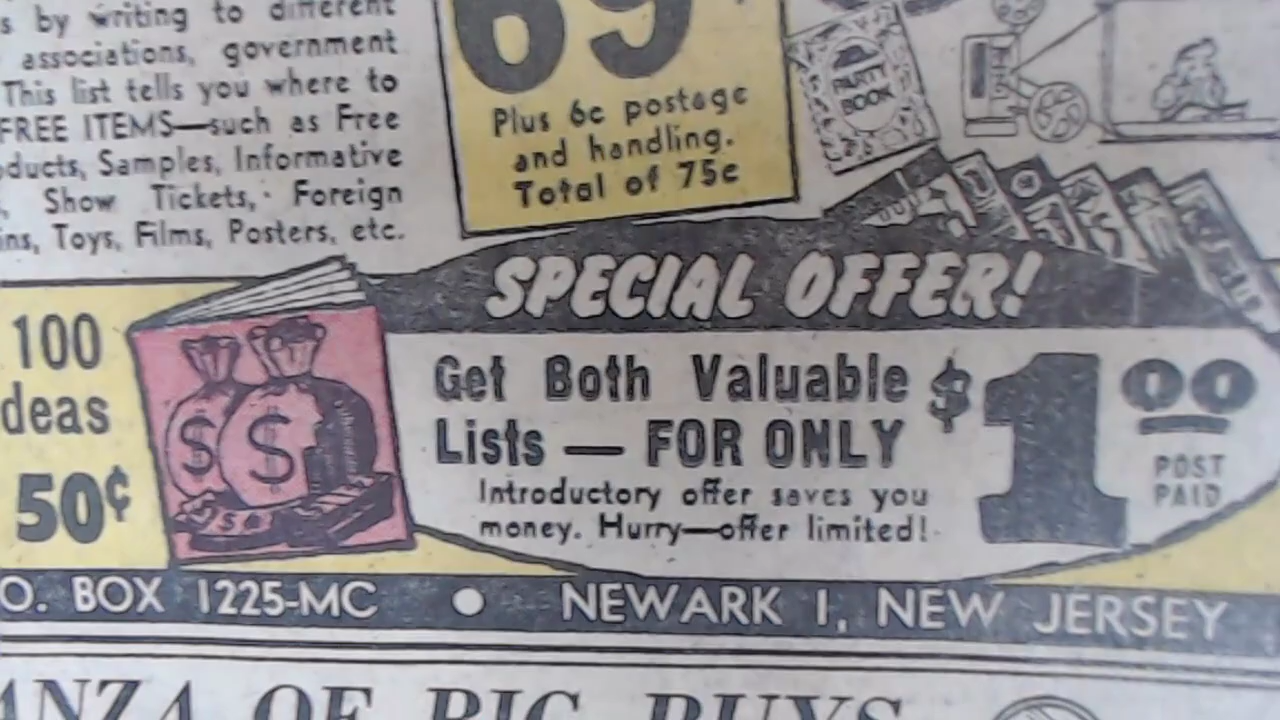 s by writing to different
associations, government
This list tells you where to
FREE ITEMS—such as Free
oducts, Samples, Informative
, Show Tickets, Foreign
ins, Toys, Films, Posters, etc.
69
Plus 6c postage
and handling.
Total of 75c
PARTY
BOOK
SPECIAL OFFER!
100
deas
50¢
$ $
USA
Get Both Valuable
Lists — FOR ONLY
$1 00
POST
PAID
Introductory offer saves you
money. Hurry—offer limited!
O. BOX 1225-MC • NEWARK 1, NEW JERSEY
ANZA OF BIG BUYS